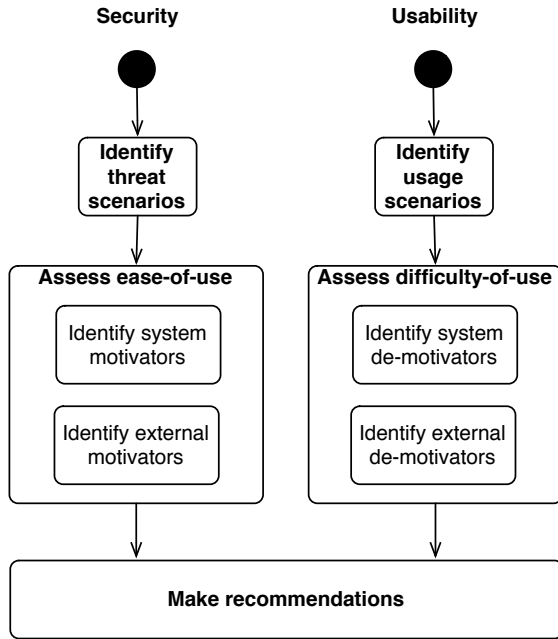 Security
Usability
Identify
threat
scenarios
Identify
usage
scenarios
Assess ease-of-use
Identify system
motivators
Identify external
motivators
Assess difficulty-of-use
Identify system
de-motivators
Identify external
de-motivators
Make recommendations